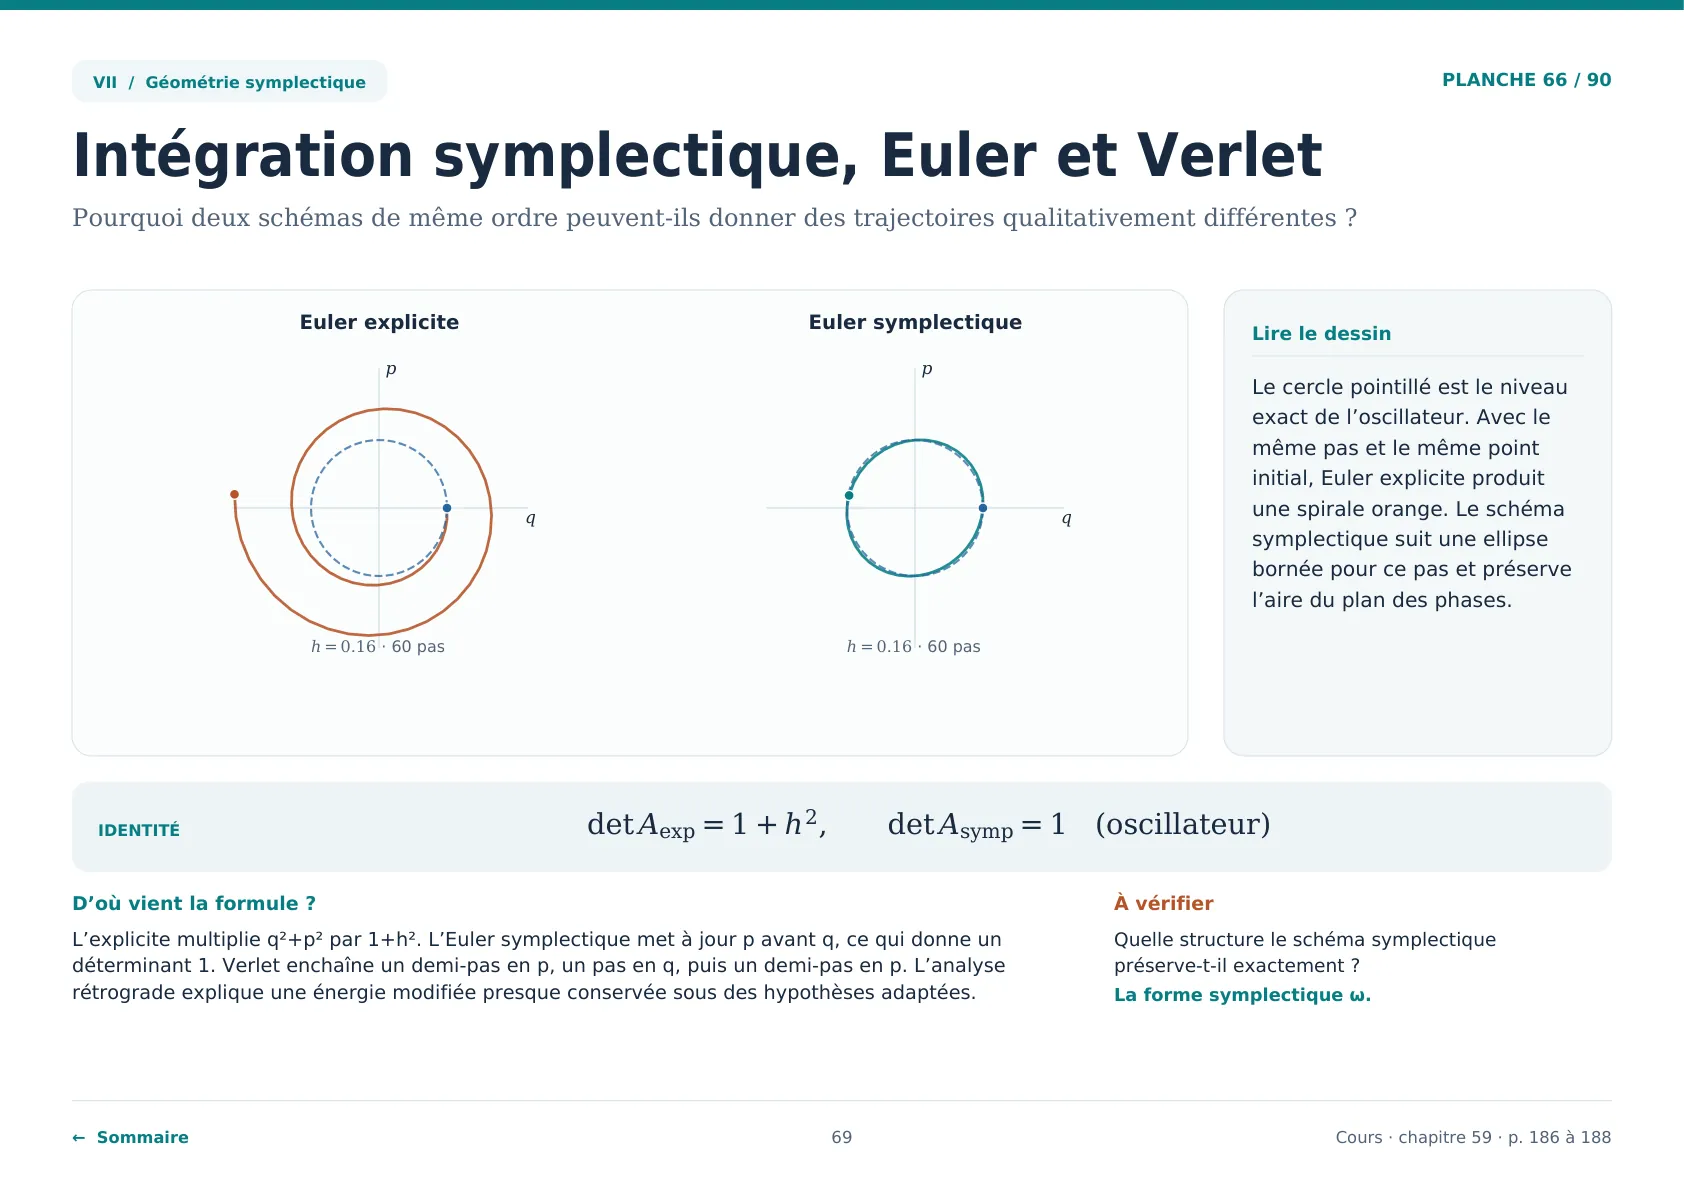 VII / Géométrie symplectique
PLANCHE 66 / 90
Intégration symplectique, Euler et Verlet
Pourquoi deux schémas de même ordre peuvent-ils donner des trajectoires qualitativement différentes ?
Euler explicite
p
q
h = 0.16 · 60 pas
Euler symplectique
p
q
h = 0.16 · 60 pas
Lire le dessin
Le cercle pointillé est le niveau
exact de l’oscillateur. Avec le
même pas et le même point
initial, Euler explicite produit
une spirale orange. Le schéma
symplectique suit une ellipse
bornée pour ce pas et préserve
l’aire du plan des phases.
IDENTITÉ
det A_exp = 1 + h², det A_symp = 1 (oscillateur)
D’où vient la formule ?
L’explicite multiplie q²+p² par 1+h². L’Euler symplectique met à jour p avant q, ce qui donne un
déterminant 1. Verlet enchaîne un demi-pas en p, un pas en q, puis un demi-pas en p. L’analyse
rétrograde explique une énergie modifiée presque conservée sous des hypothèses adaptées.
À vérifier
Quelle structure le schéma symplectique
préserve-t-il exactement ?
La forme symplectique ω.
← Sommaire
69
Cours · chapitre 59 · p. 186 à 188